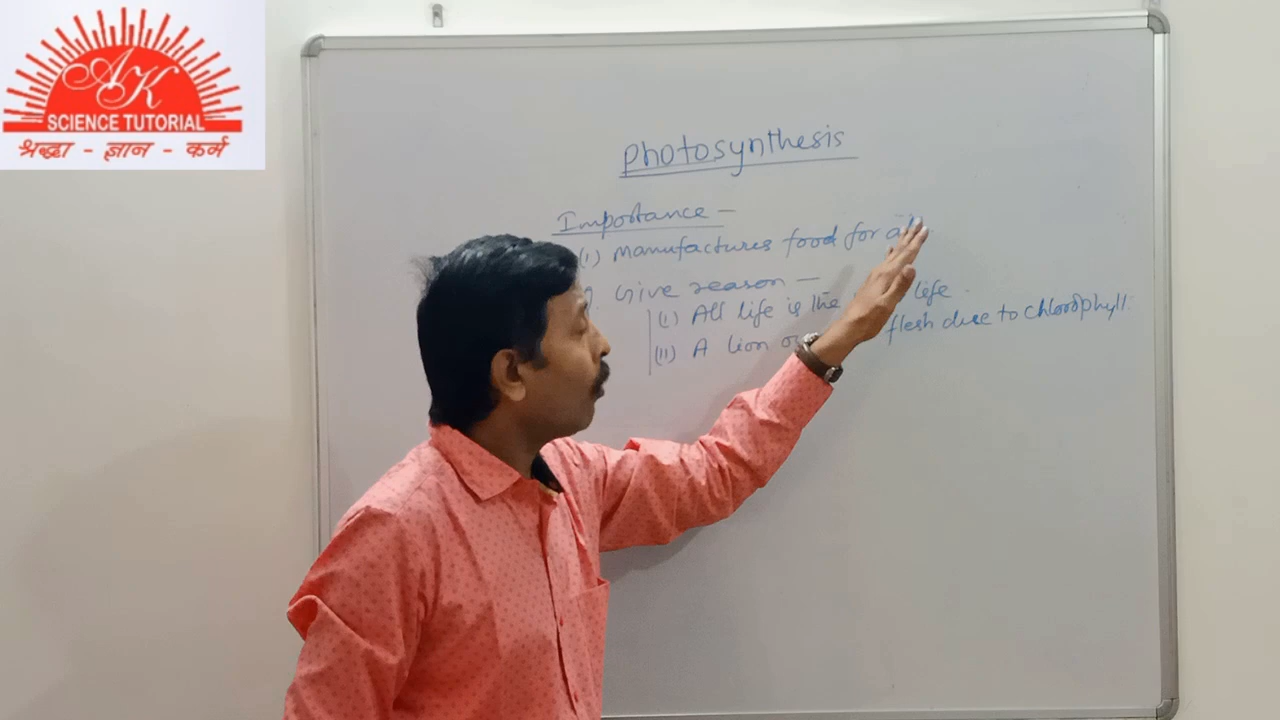 AK
SCIENCE TUTORIAL
श्रद्धा - ज्ञान - कर्म
Photosynthesis
Importance -
(i) Manufactures food for
Give reason -
(i) All life is the life.
(ii) A lion flesh due to chlorophyll.